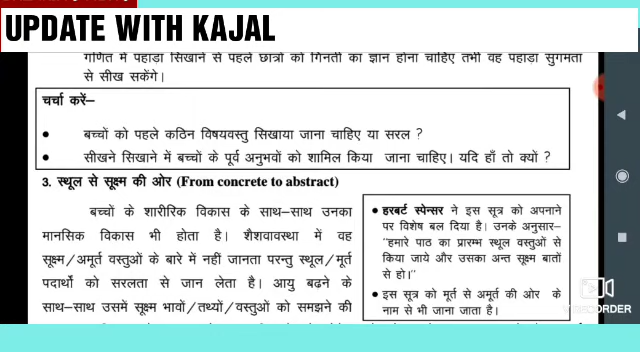 UPDATE WITH KAJAL
गणित में पहाड़ा सिखाने से पहले छात्रों को गिनती का ज्ञान होना चाहिए तभी वह पहाड़ा सुगमता
से सीख सकेंगे।
चर्चा करें–
• बच्चों को पहले कठिन विषयवस्तु सिखाया जाना चाहिए या सरल ?
• सीखने सिखाने में बच्चों के पूर्व अनुभवों को शामिल किया जाना चाहिए। यदि हाँ तो क्यों ?
3. स्थूल से सूक्ष्म की ओर (From concrete to abstract)
बच्चों के शारीरिक विकास के साथ–साथ उनका
मानसिक विकास भी होता है। शैशवावस्था में वह
सूक्ष्म/अमूर्त वस्तुओं के बारे में नहीं जानता परन्तु स्थूल/मूर्त
पदार्थों को सरलता से जान लेता है। आयु बढने के
साथ–साथ उसमें सूक्ष्म भावों/तथ्यों/वस्तुओं को समझने की
• हरबर्ट स्पेन्सर ने इस सूत्र को अपनाने
पर विशेष बल दिया है। उनके अनुसार–
"हमारे पाठ का प्रारम्भ स्थूल वस्तुओं से
किया जाये और उसका अन्त सूक्ष्म बातों
से हो।"
• इस सूत्र को मूर्त से अमूर्त की ओर के
नाम से भी जाना जाता है।